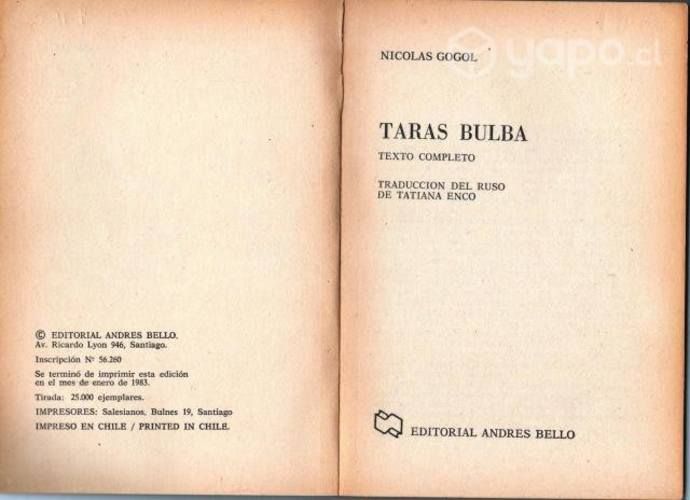 © EDITORIAL ANDRES BELLO.
Av. Ricardo Lyon 946, Santiago.
Inscripción Nº 56.260
Se terminó de imprimir esta edición
en el mes de enero de 1983.
Tirada: 25.000 ejemplares.
IMPRESORES: Salesianos, Bulnes 19, Santiago
IMPRESO EN CHILE / PRINTED IN CHILE.
yapo.cl
NICOLAS GOGOL
TARAS BULBA
TEXTO COMPLETO
TRADUCCION DEL RUSO
DE TATIANA ENCO
EDITORIAL ANDRES BELLO